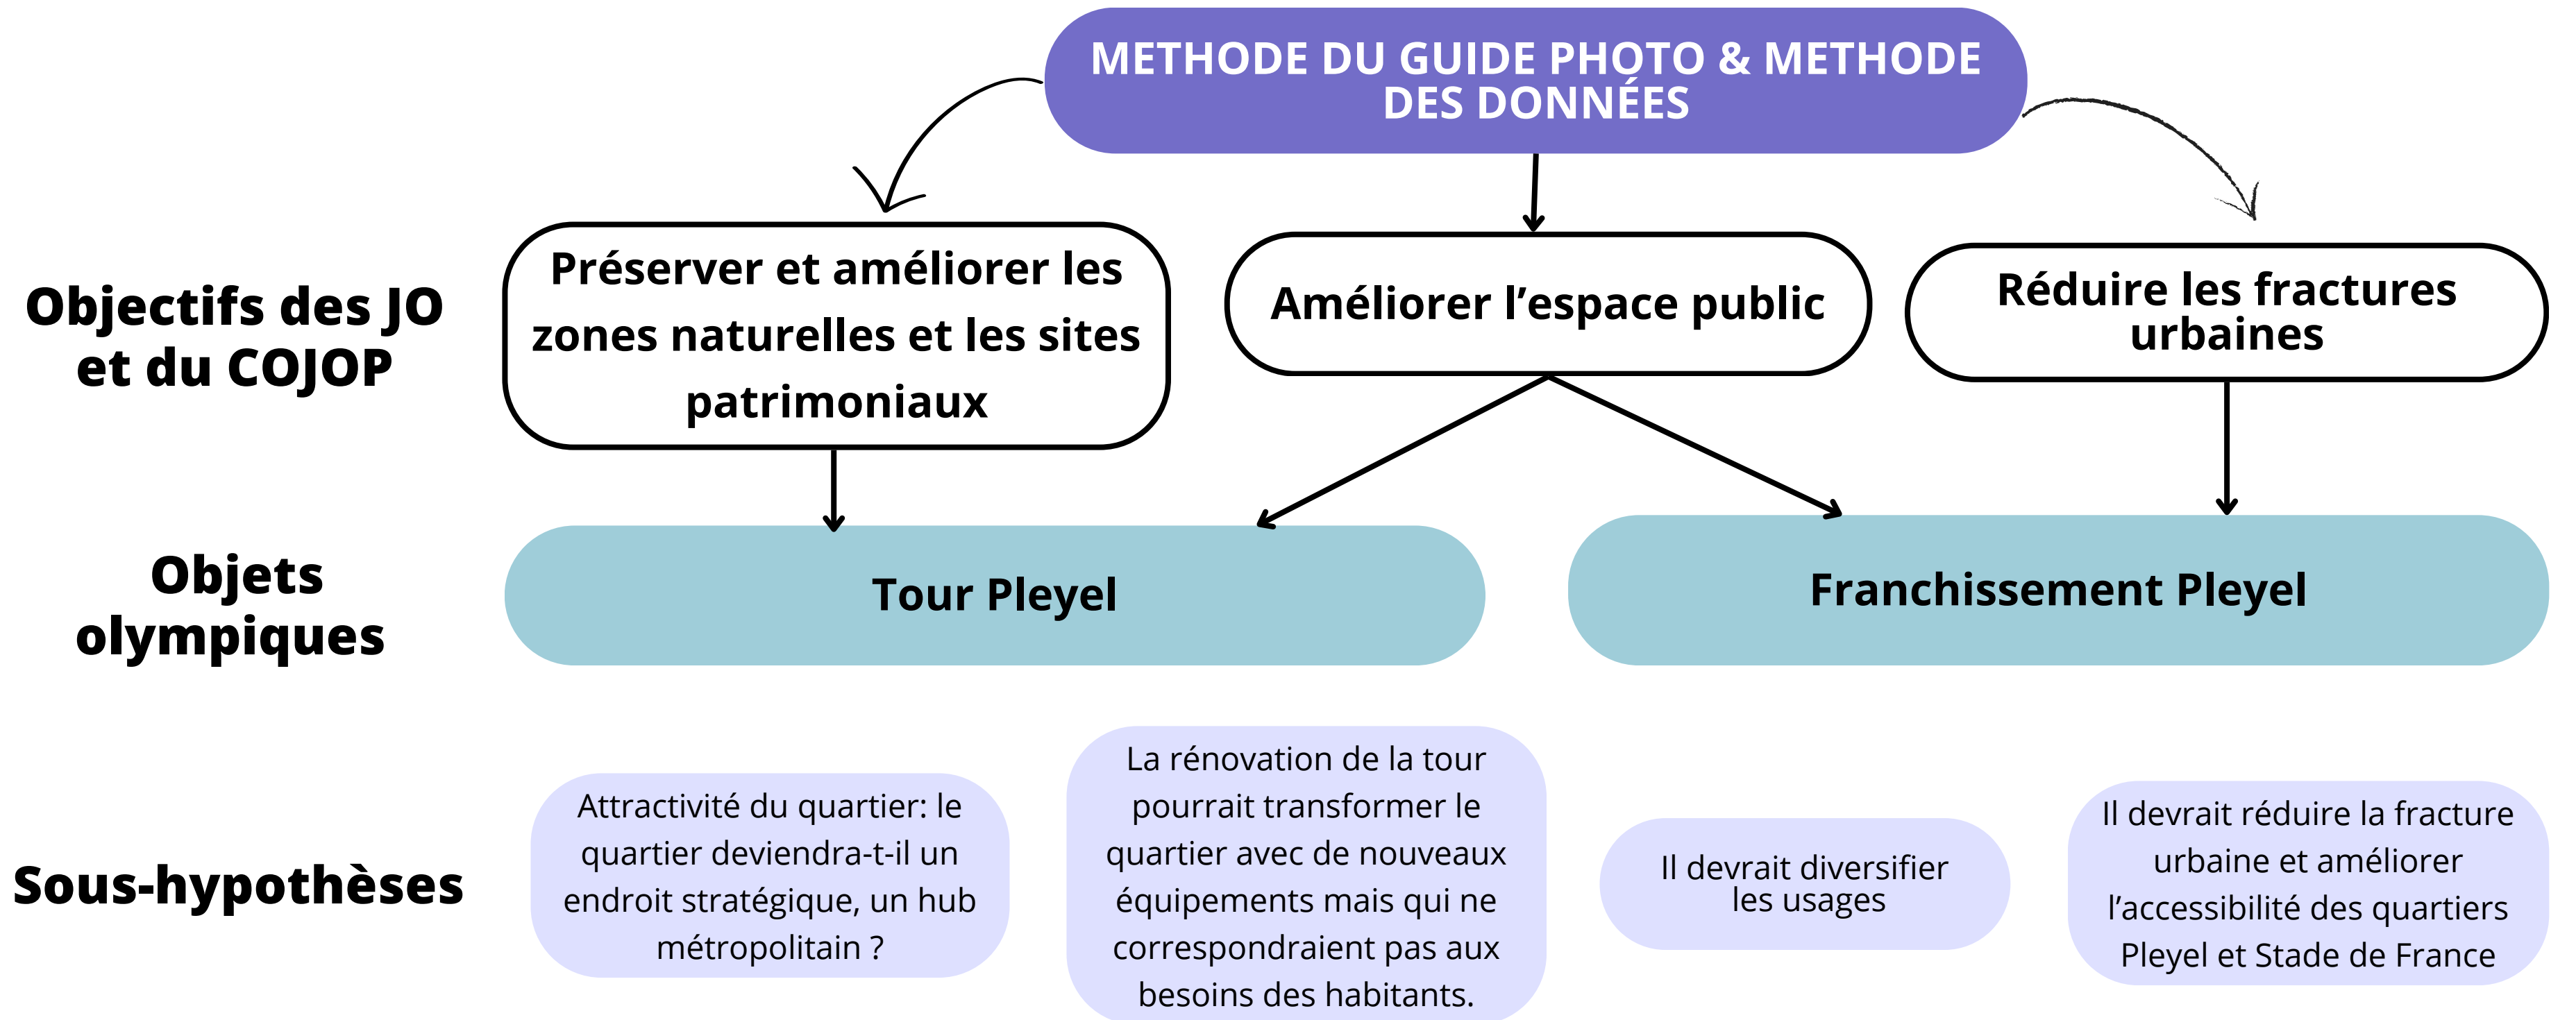 METHODE DU GUIDE PHOTO & METHODE
DES DONNÉES
Objectifs des JO
et du COJOP
Préserver et améliorer les
zones naturelles et les sites
patrimoniaux
Améliorer l’espace public
Réduire les fractures
urbaines
Objets
olympiques
Tour Pleyel
Franchissement Pleyel
Sous-hypothèses
Attractivité du quartier: le
quartier deviendra-t-il un
endroit stratégique, un hub
métropolitain ?
La rénovation de la tour
pourrait transformer le
quartier avec de nouveaux
équipements mais qui ne
correspondraient pas aux
besoins des habitants.
Il devrait diversifier
les usages
Il devrait réduire la fracture
urbaine et améliorer
l’accessibilité des quartiers
Pleyel et Stade de France